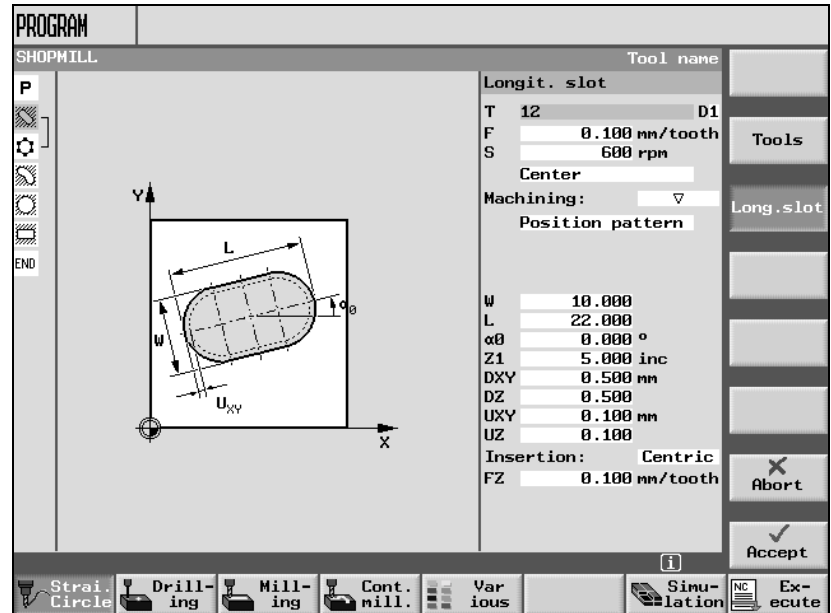 PROGRAM
SHOPMILL Tool name
P
END
Y
L
W
α0
UXY
X
Longit. slot
T 12 D1
F 0.100 mm/tooth
S 600 rpm
Center
Machining: ▽
Position pattern
W 10.000
L 22.000
α0 0.000 °
Z1 5.000 inc
DXY 0.500 mm
DZ 0.500
UXY 0.100 mm
UZ 0.100
Insertion: Centric
FZ 0.100 mm/tooth
Tools
Long.slot
Abort
Accept
i
Strai.
Circle
Drill-
ing
Mill-
ing
Cont.
mill.
Var
ious
Simu-
lation
NC Ex-
ecute